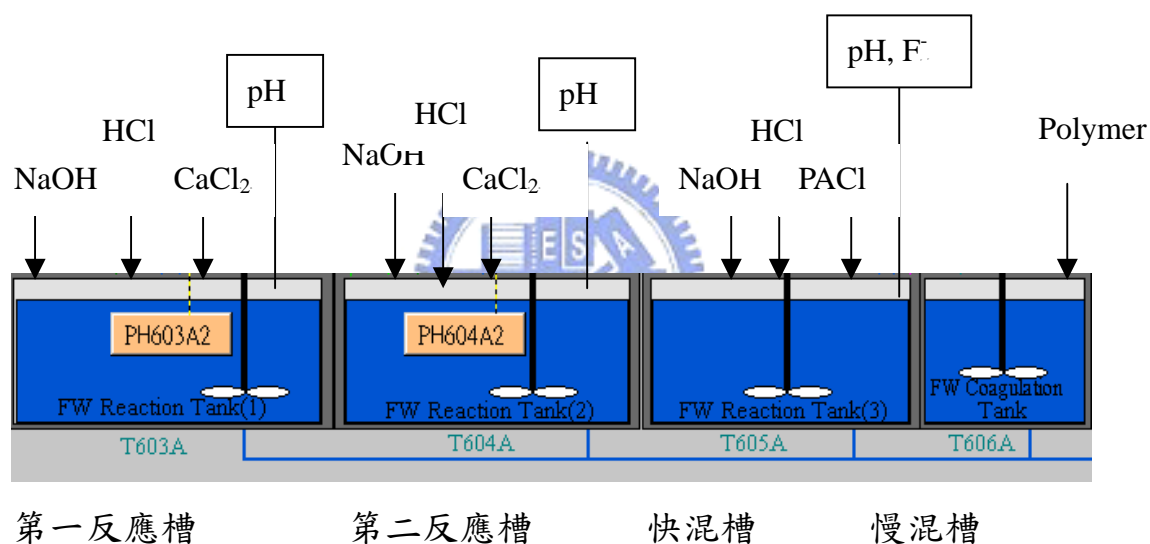 pH, F⁻
pH
pH
HCl
HCl
HCl
Polymer
NaOH
CaCl₂
NaOH
CaCl₂
NaOH
PACl
ESA
PH603A2
PH604A2
FW Reaction Tank(1)
FW Reaction Tank(2)
FW Reaction Tank(3)
FW Coagulation
Tank
T603A
T604A
T605A
T606A
第一反應槽
第二反應槽
快混槽
慢混槽